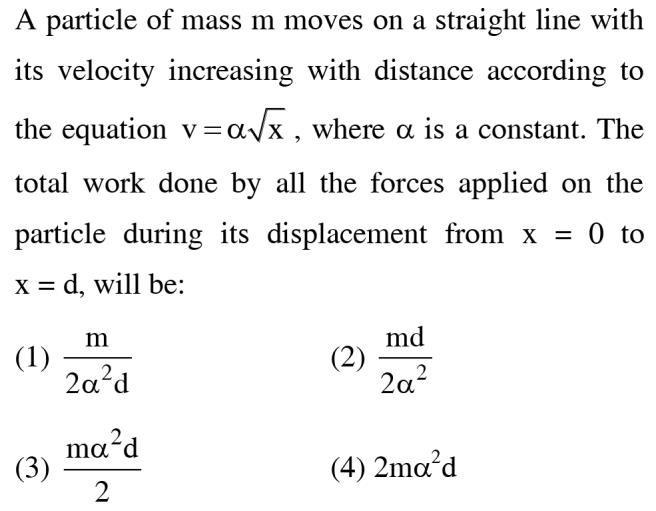 A particle of mass m moves on a straight line with
its velocity increasing with distance according to
the equation v = α√x , where α is a constant. The
total work done by all the forces applied on the
particle during its displacement from x = 0 to
x = d, will be:
(1) m/2α²d (2) md/2α²
(3) mα²d/2 (4) 2mα²d